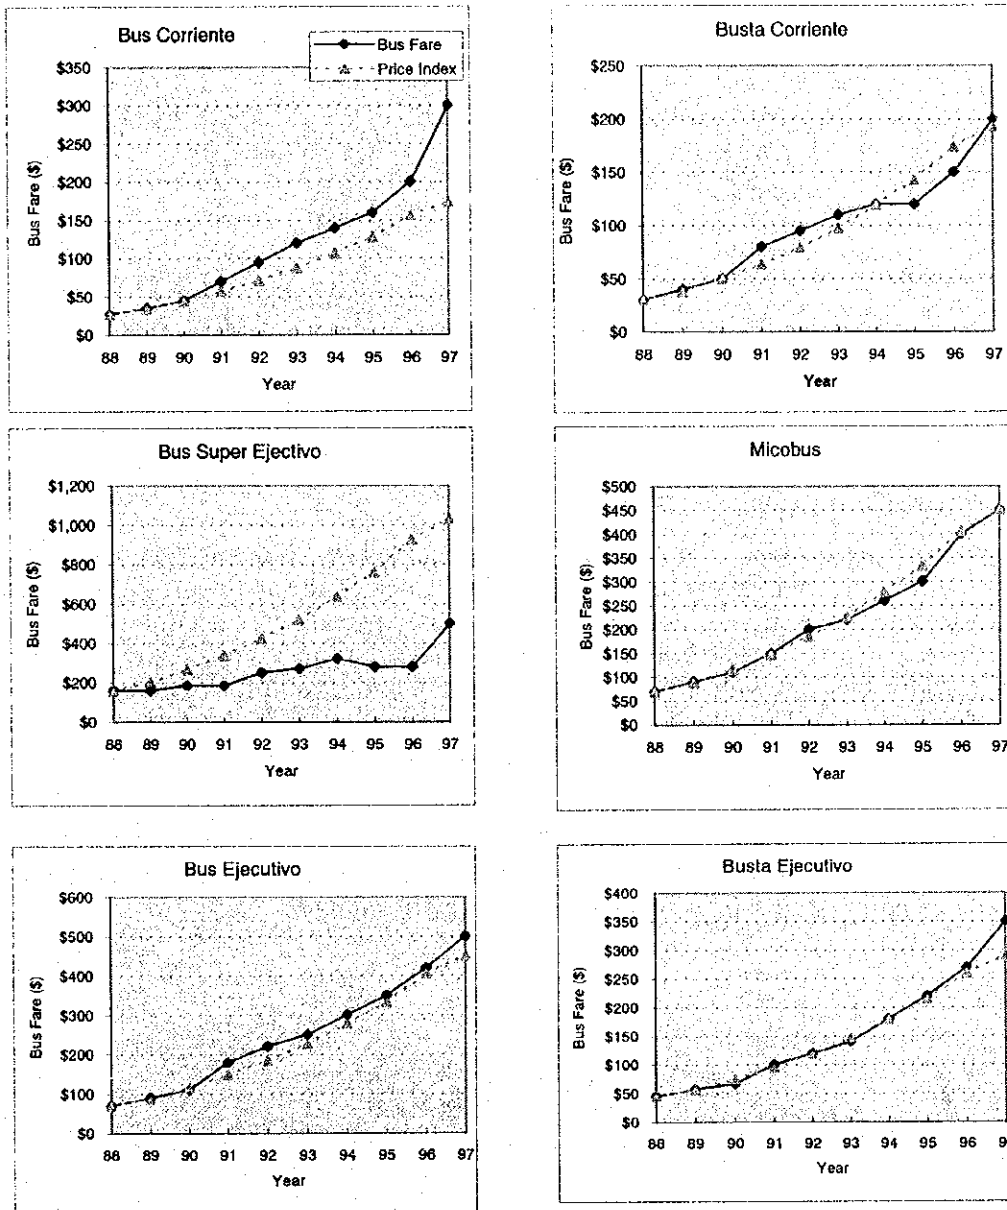 Bus Corriente
Bus Fare
Price Index
$350
$300
$250
$200
$150
$100
$50
$0
Bus Fare ($)
88 89 90 91 92 93 94 95 96 97
Year
Busta Corriente
$250
$200
$150
$100
$50
$0
Bus Fare ($)
88 89 90 91 92 93 94 95 96 97
Year
Bus Super Ejectivo
$1,200
$1,000
$800
$600
$400
$200
$0
Bus Fare ($)
88 89 90 91 92 93 94 95 96 97
Year
Micobus
$500
$450
$400
$350
$300
$250
$200
$150
$100
$50
$0
Bus Fare ($)
88 89 90 91 92 93 94 95 96 97
Year
Bus Ejecutivo
$600
$500
$400
$300
$200
$100
$0
Bus Fare ($)
88 89 90 91 92 93 94 95 96 97
Year
Busta Ejecutivo
$400
$350
$300
$250
$200
$150
$100
$50
$0
Bus Fare ($)
88 89 90 91 92 93 94 95 96 9
Year